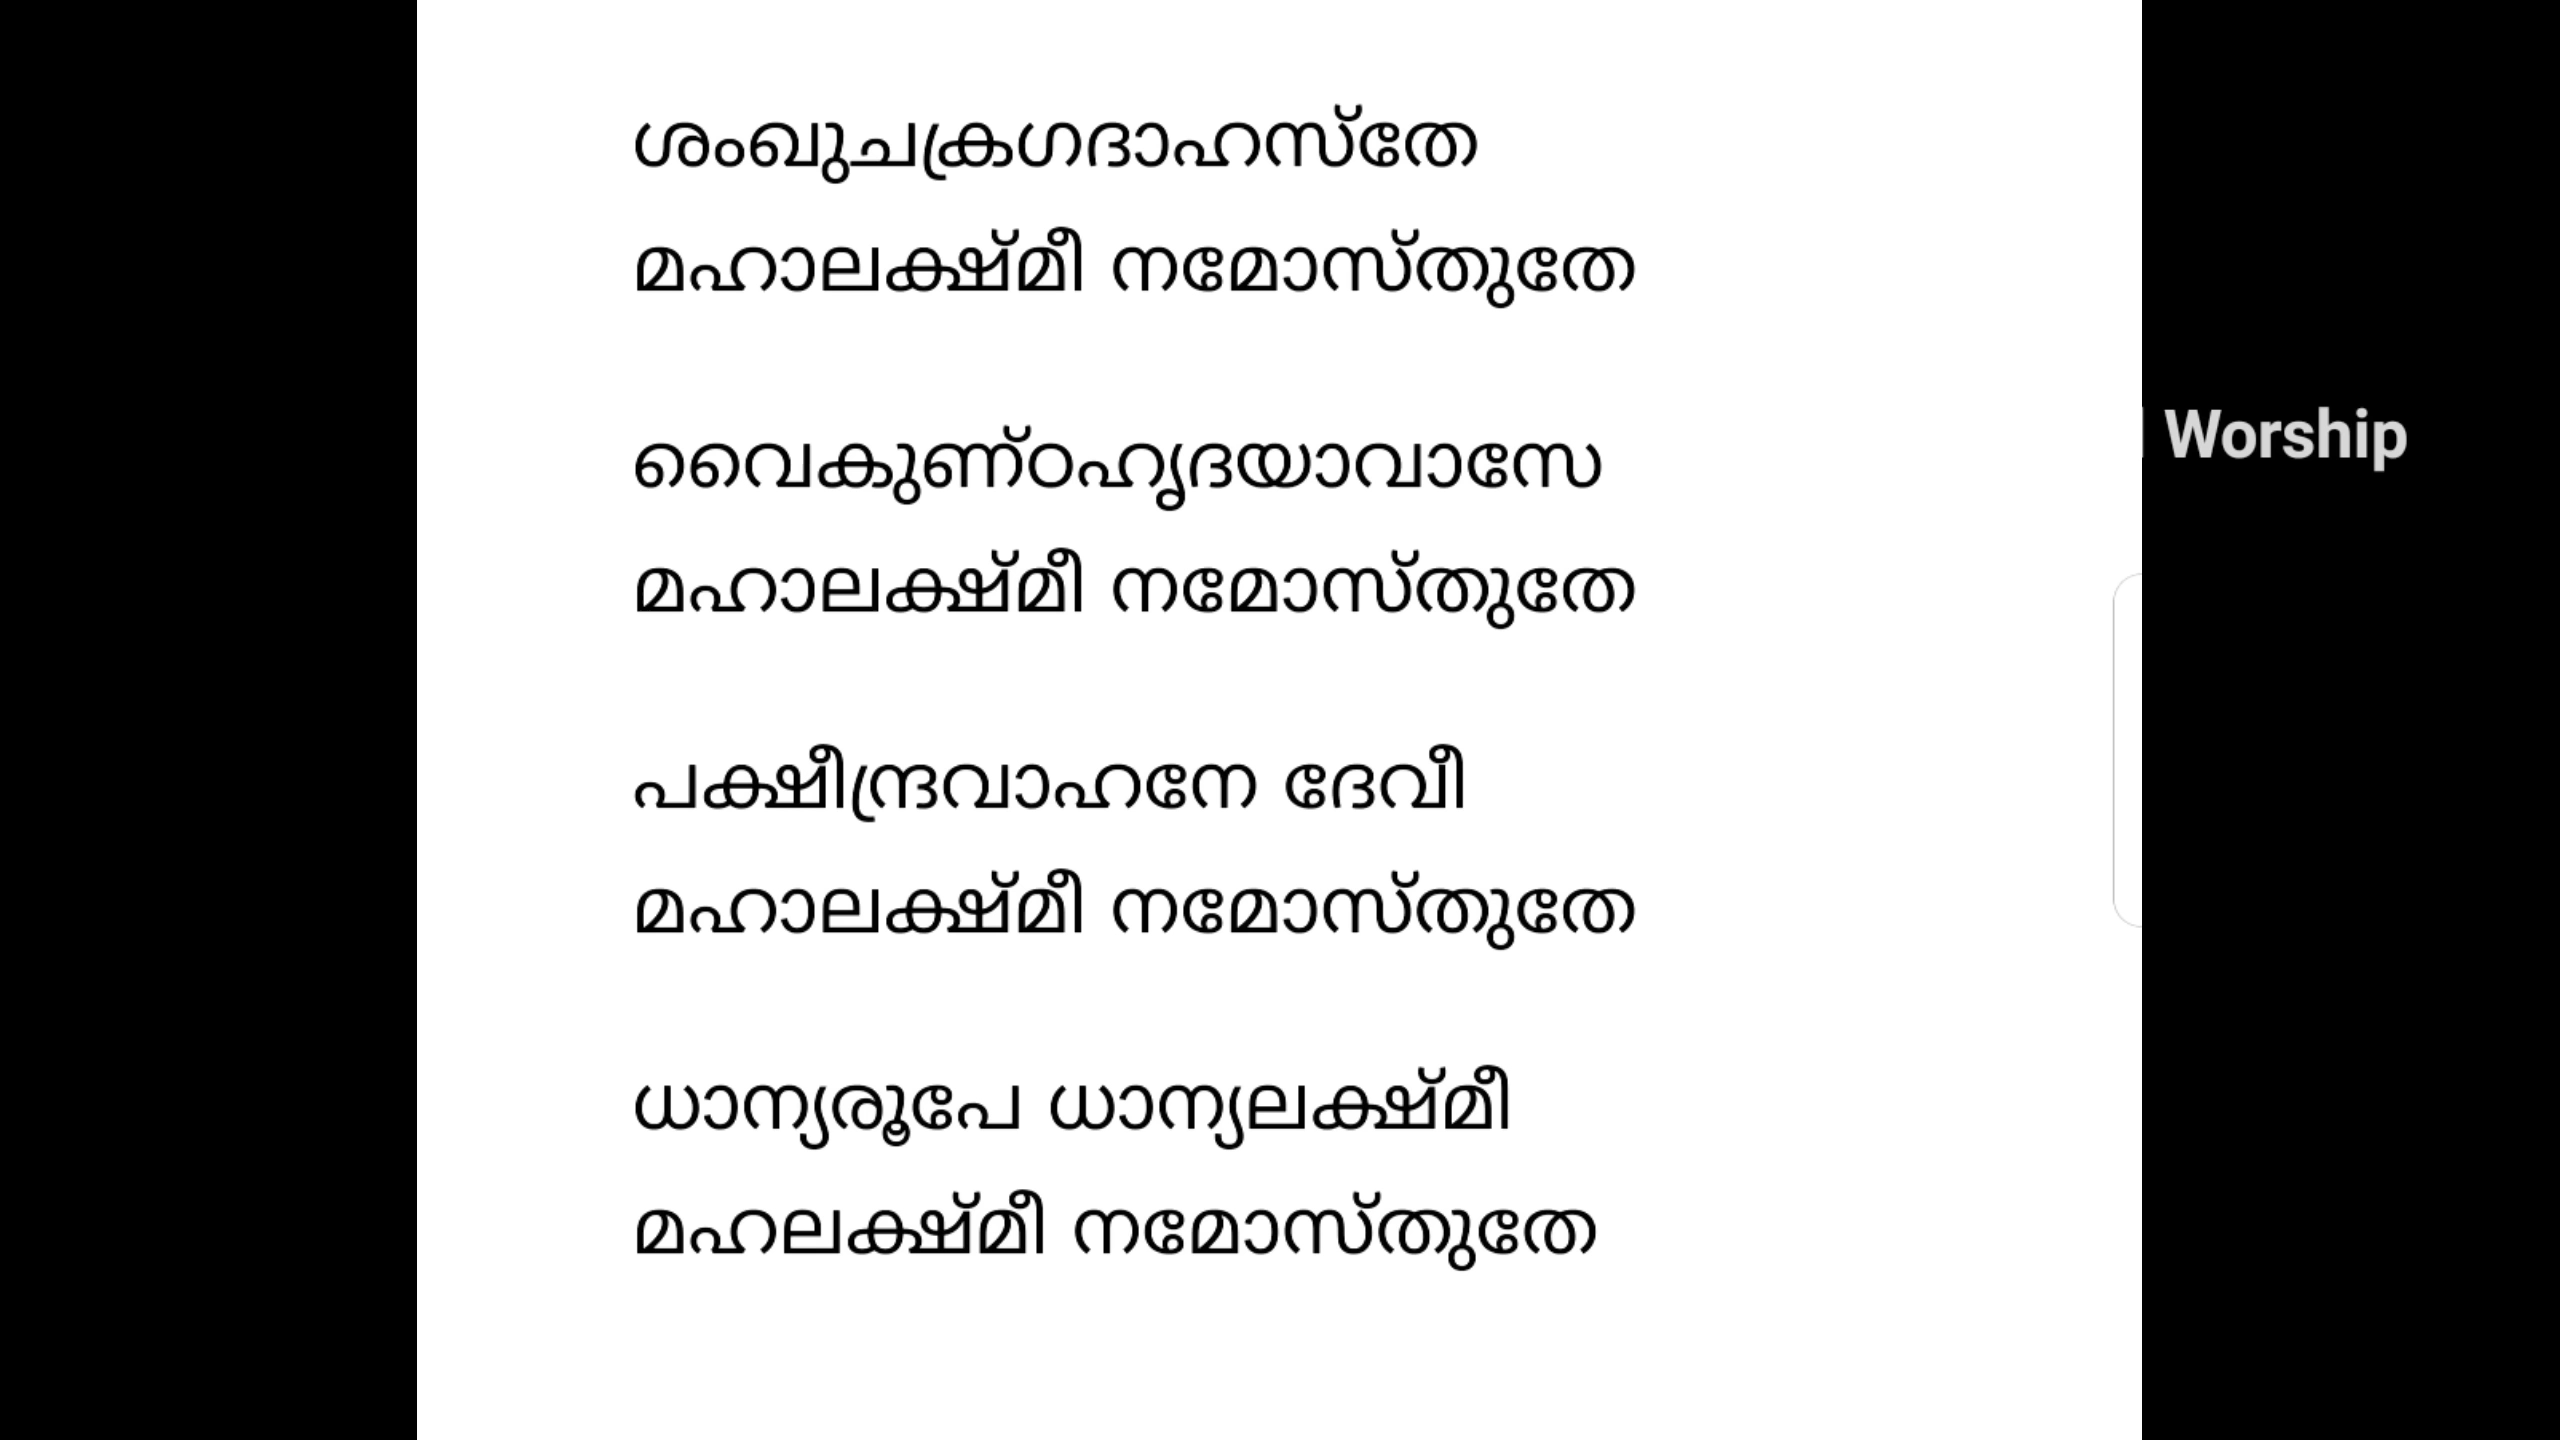 ശംഖുചക്രഗദാഹസ്തേ
മഹാലക്ഷ്മീ നമോസ്തുതേ
വൈകുണ്ഠഹൃദയാവാസേ
മഹാലക്ഷ്മീ നമോസ്തുതേ
പക്ഷീന്ദ്രവാഹനേ ദേവീ
മഹാലക്ഷ്മീ നമോസ്തുതേ
ധാന്യരൂപേ ധാന്യലക്ഷ്മീ
മഹലക്ഷ്മീ നമോസ്തുതേ
Worship